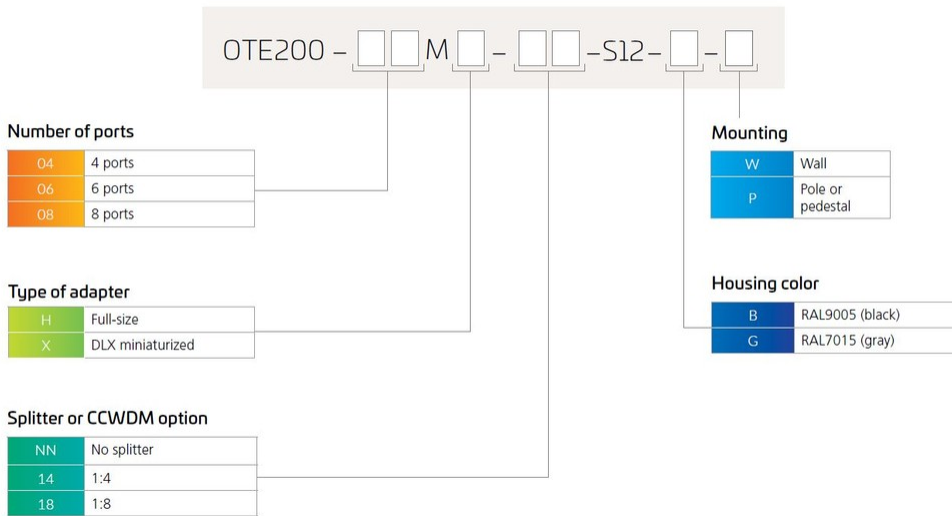 OTE200 – M – –S12– –
Number of ports
04 4 ports
06 6 ports
08 8 ports
Type of adapter
H Full-size
X DLX miniaturized
Splitter or CCWDM option
NN No splitter
14 1:4
18 1:8
Mounting
W Wall
P Pole or
pedestal
Housing color
B RAL9005 (black)
G RAL7015 (gray)